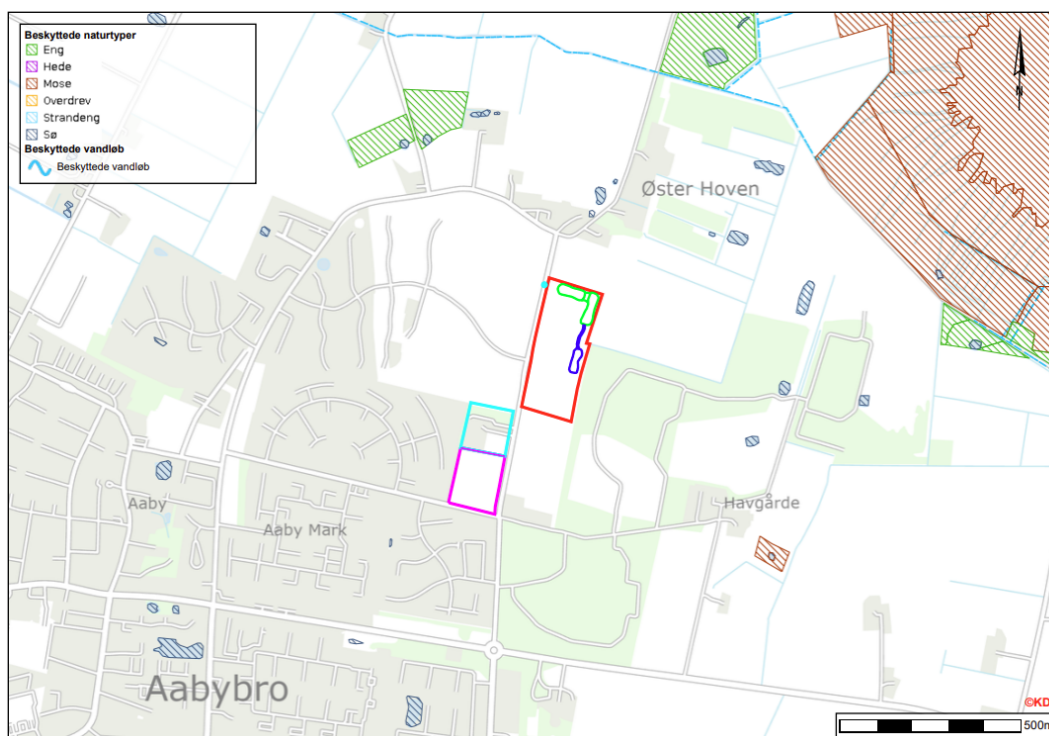 Beskyttede naturtyper
Eng
Hede
Mose
Overdrev
Strandeng
Sø
Beskyttede vandløb
Beskyttede vandløb
N
Øster Hoven
Aaby
Aaby Mark
Havgårde
Aabybro
©KD
500m